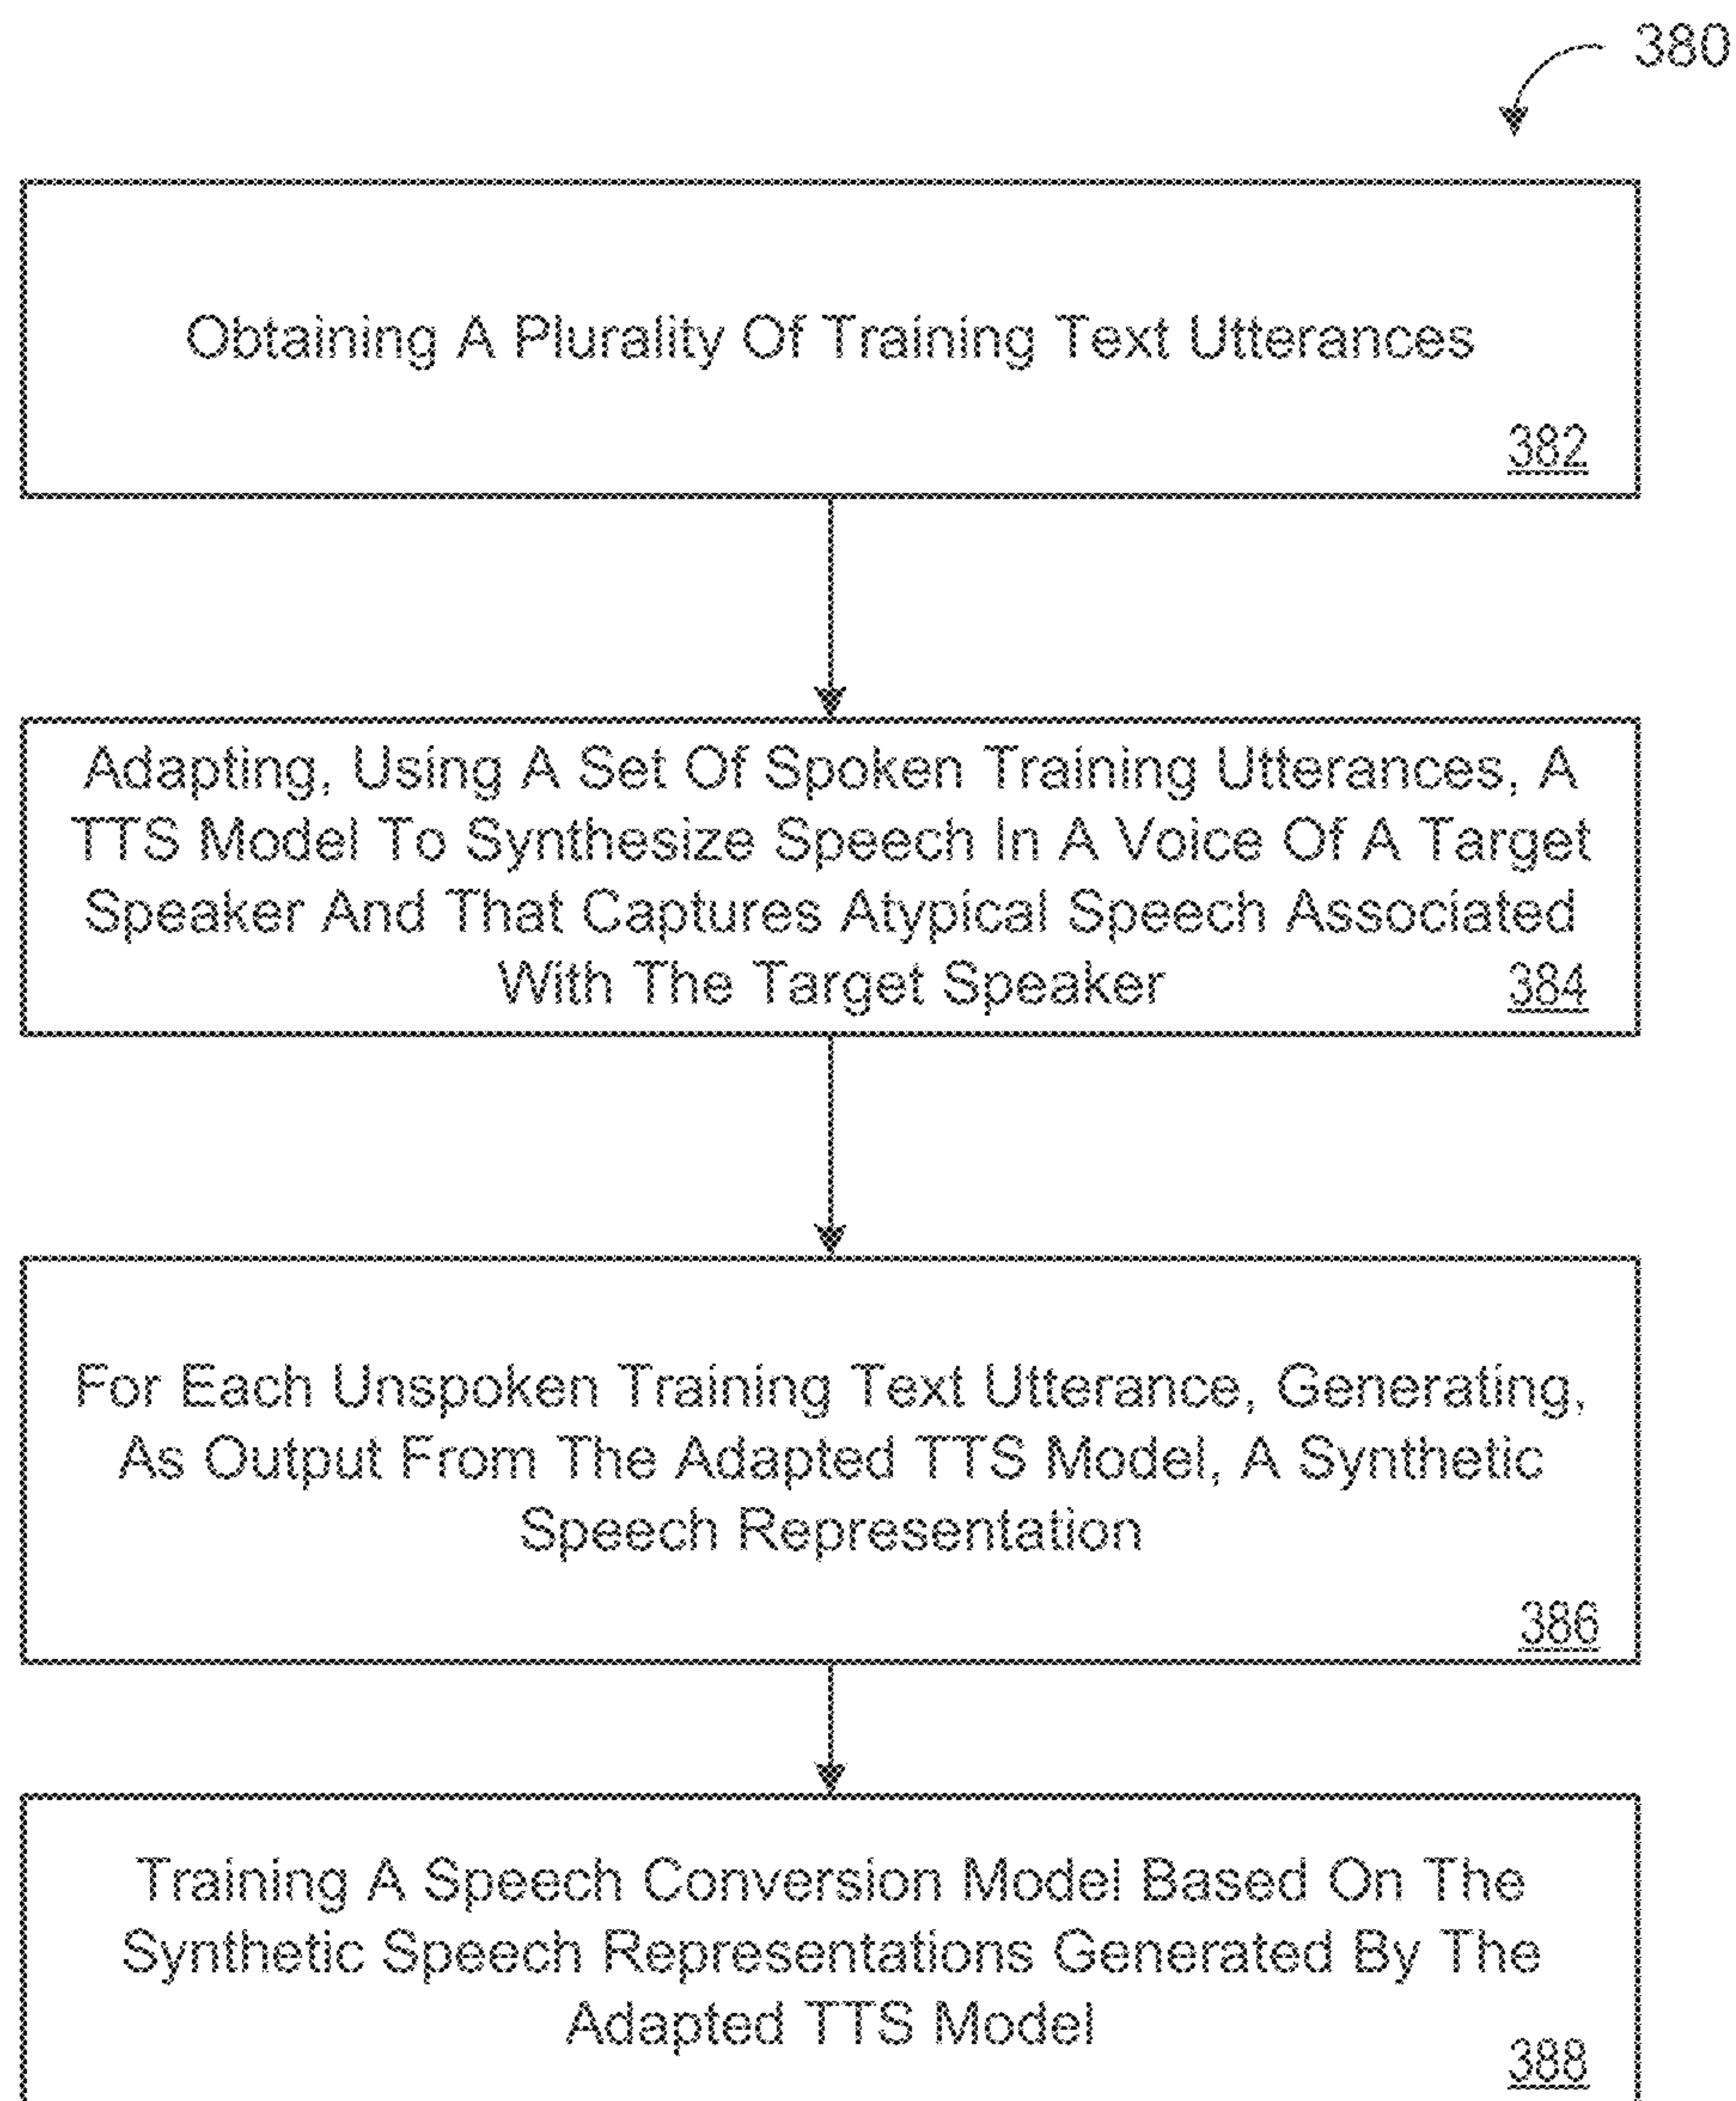 380
Obtaining A Plurality Of Training Text Utterances
382
Adapting, Using A Set Of Spoken Training Utterances, A
TTS Model To Synthesize Speech In A Voice Of A Target
Speaker And That Captures Atypical Speech Associated
With The Target Speaker
384
For Each Unspoken Training Text Utterance, Generating,
As Output From The Adapted TTS Model, A Synthetic
Speech Representation
386
Training A Speech Conversion Model Based On The
Synthetic Speech Representations Generated By The
Adapted TTS Model
388